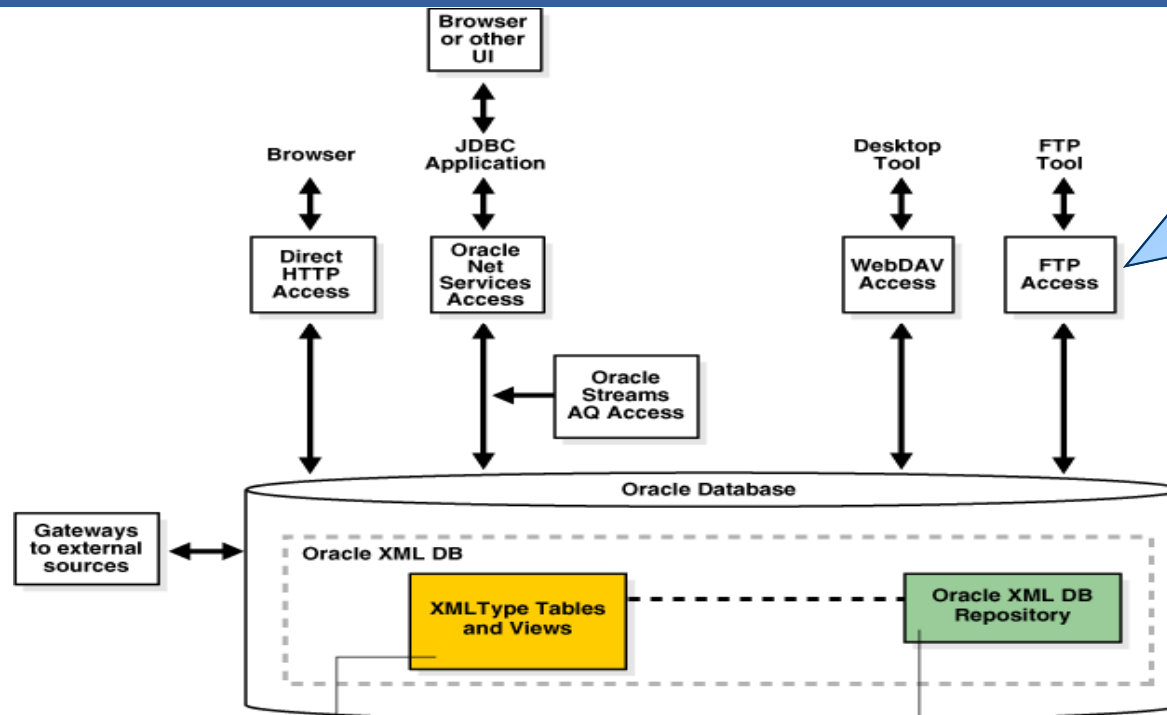 Browser
or other
UI
Browser
JDBC
Application
Desktop
Tool
FTP
Tool
Direct
HTTP
Access
Oracle
Net
Services
Access
WebDAV
Access
FTP
Access
Oracle
Streams
AQ Access
Oracle Database
Gateways
to external
sources
Oracle XML DB
XMLType Tables
and Views
Oracle XML DB
Repository